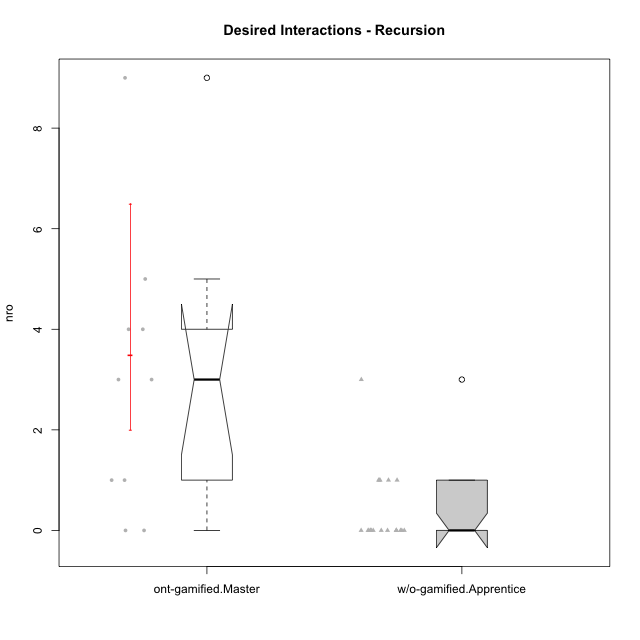 Desired Interactions - Recursion
8
6
4
2
0
nro
ont-gamified.Master
w/o-gamified.Apprentice